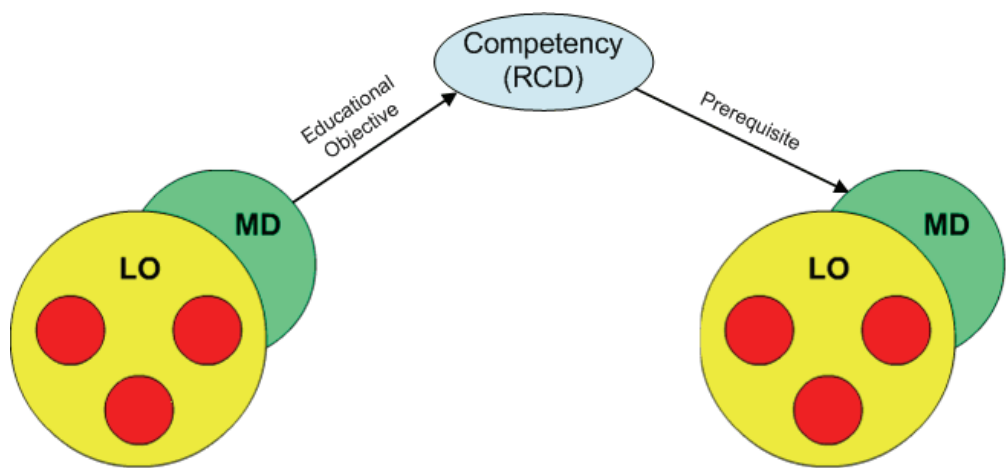 Competency
(RCD)
Educational
Objective
Prerequisite
MD
LO
MD
LO